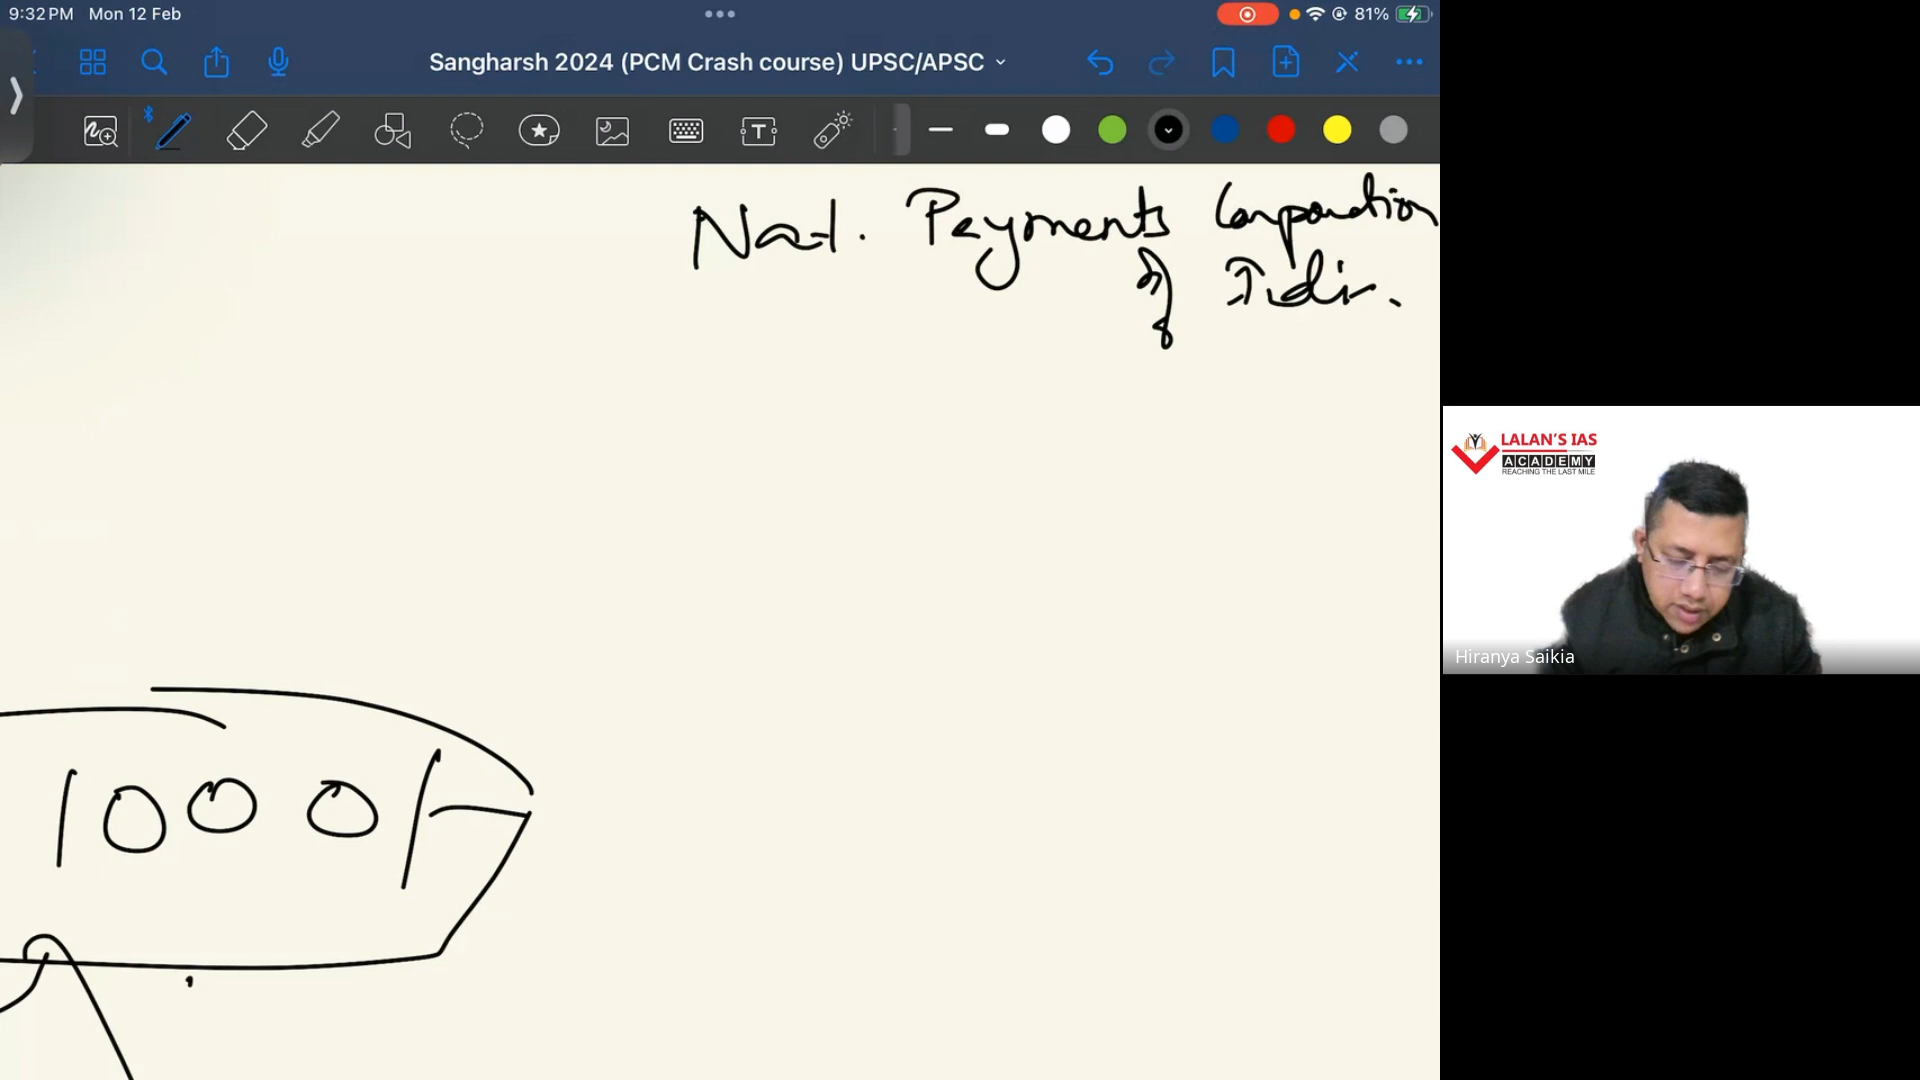 9:32 PM Mon 12 Feb
81%
Sangharsh 2024 (PCM Crash course) UPSC/APSC
T
Nat. Payments Corporation
of India.
1000/-
LALAN'S IAS
ACADEMY
REACHING THE LAST MILE
Hiranya Saikia